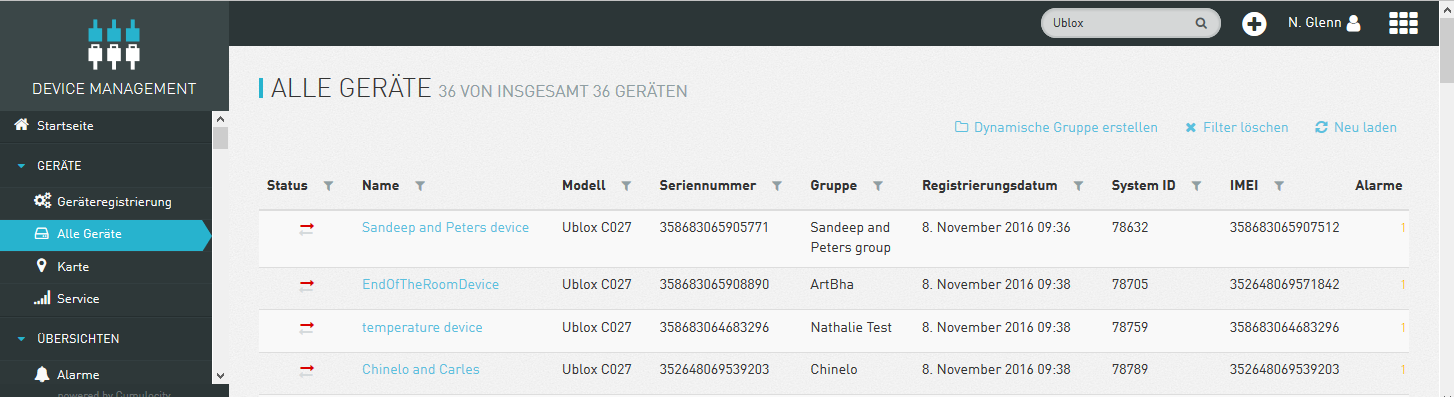 Ublox
N. Glenn
DEVICE MANAGEMENT
Startseite
GERÄTE
Geräteregistrierung
Alle Geräte
Karte
Service
ÜBERSICHTEN
Alarme
powered by Cumulocity
ALLE GERÄTE 36 VON INSGESAMT 36 GERÄTEN
Dynamische Gruppe erstellen Filter löschen Neu laden
Status Name Modell Seriennummer Gruppe Registrierungsdatum System ID IMEI Alarme
Sandeep and Peters device Ublox C027 358683065905771 Sandeep and 8. November 2016 09:36 78632 358683065907512 1
Peters group
EndOfTheRoomDevice Ublox C027 358683065908890 ArtBha 8. November 2016 09:38 78705 352648069571842 1
temperature device Ublox C027 358683064683296 Nathalie Test 8. November 2016 09:38 78759 358683064683296 1
Chinelo and Carles Ublox C027 352648069539203 Chinelo 8. November 2016 09:38 78789 352648069539203 1